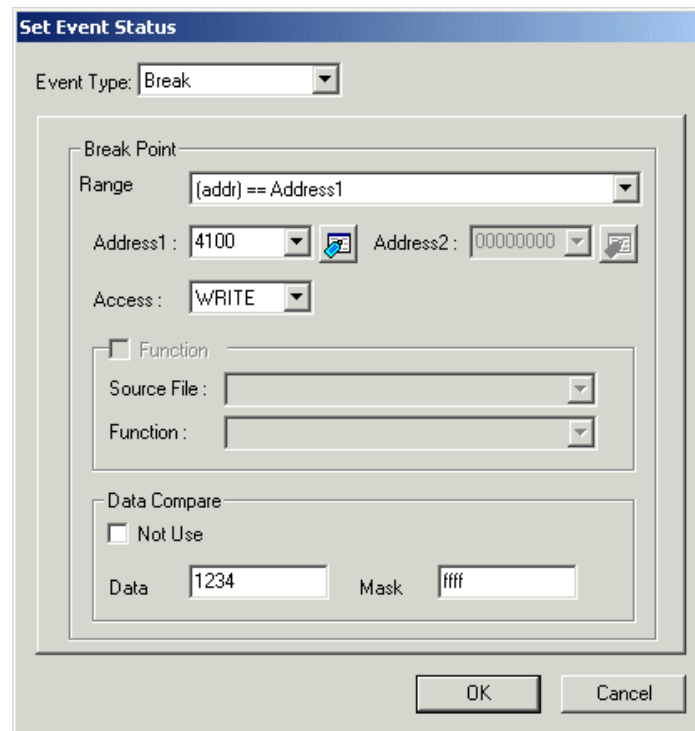 Set Event Status
Event Type: Break
Break Point
Range (addr) == Address1
Address1 : 4100 Address2 : 00000000
Access : WRITE
Function
Source File :
Function :
Data Compare
Not Use
Data 1234 Mask ffff
OK Cancel